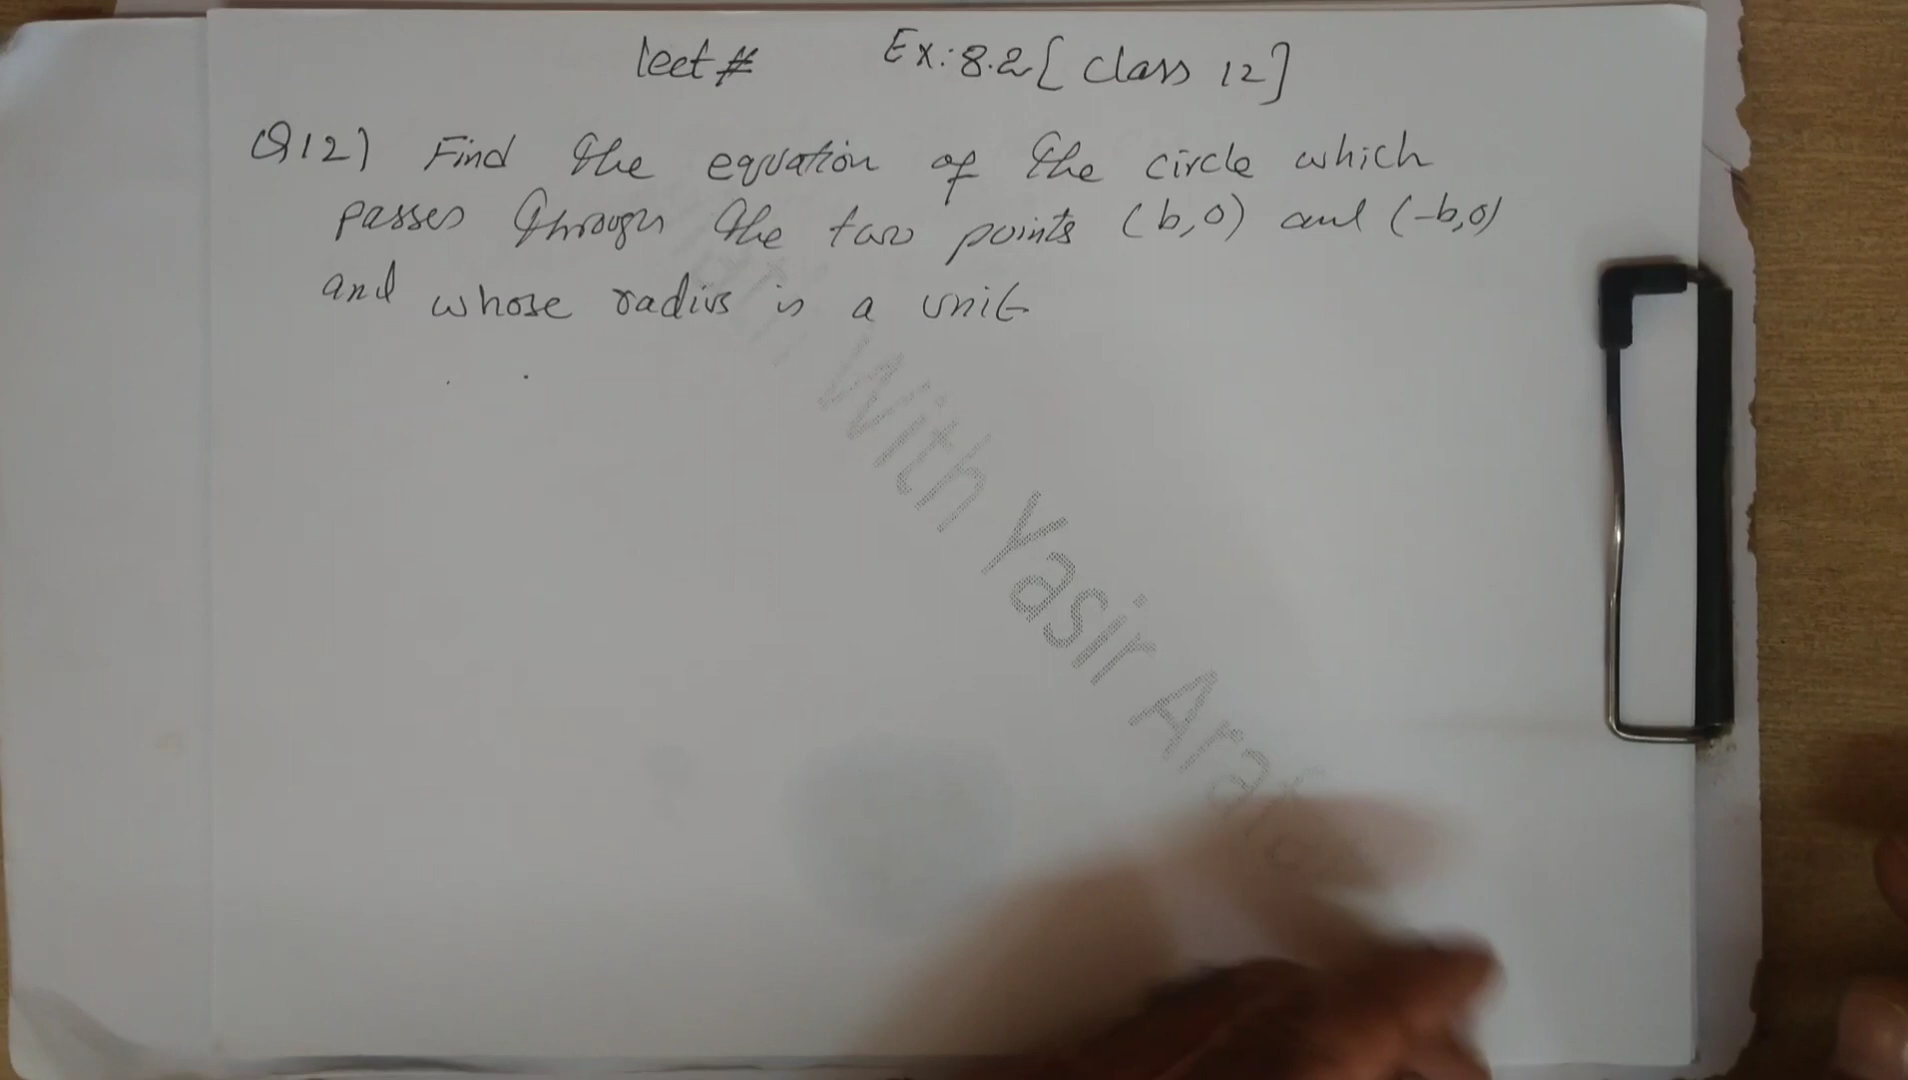 lect # Ex: 8.2 [ class 12 ]
Q12) Find the equation of the circle which
passes through the two points (b,0) and (-b,0)
and whose radius is a unit
With Yasir Araf